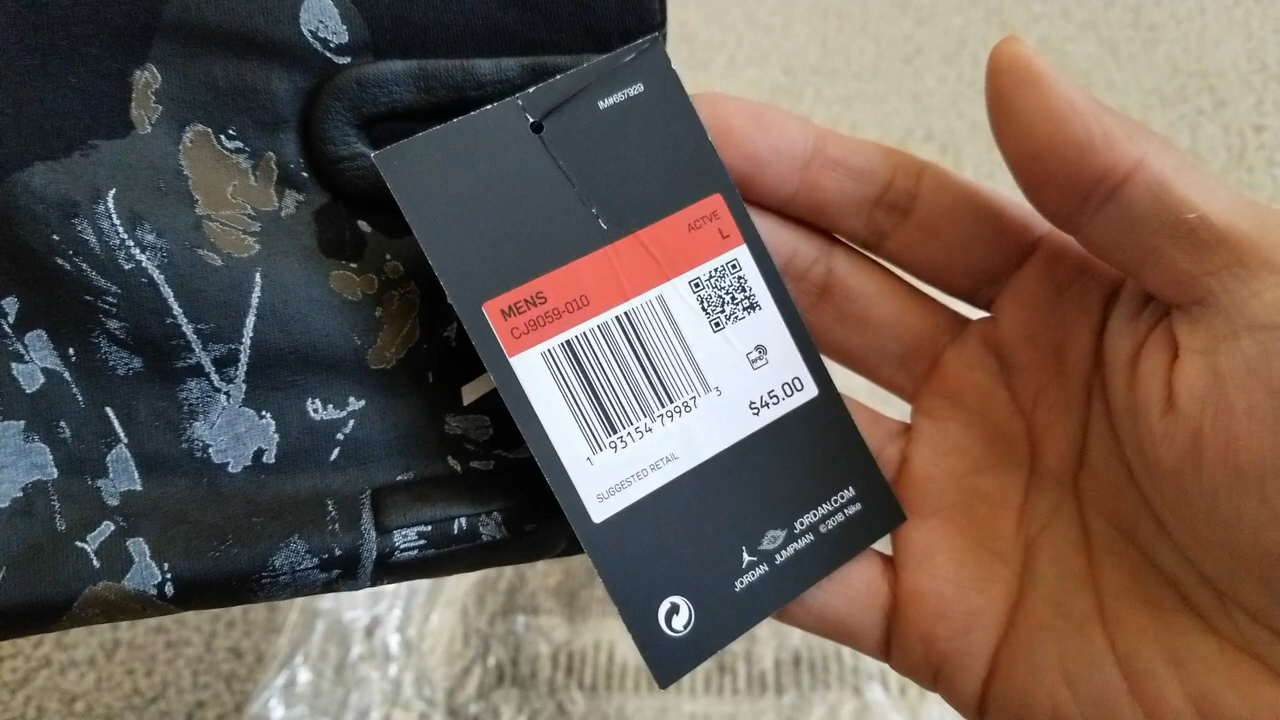 IM#657929
ACTVE
L
MENS
CJ9059-010
RFID
1 93154 79987 3
$45.00
SUGGESTED RETAIL
JORDAN.COM
JORDAN JUMPMAN ©2018 Nike